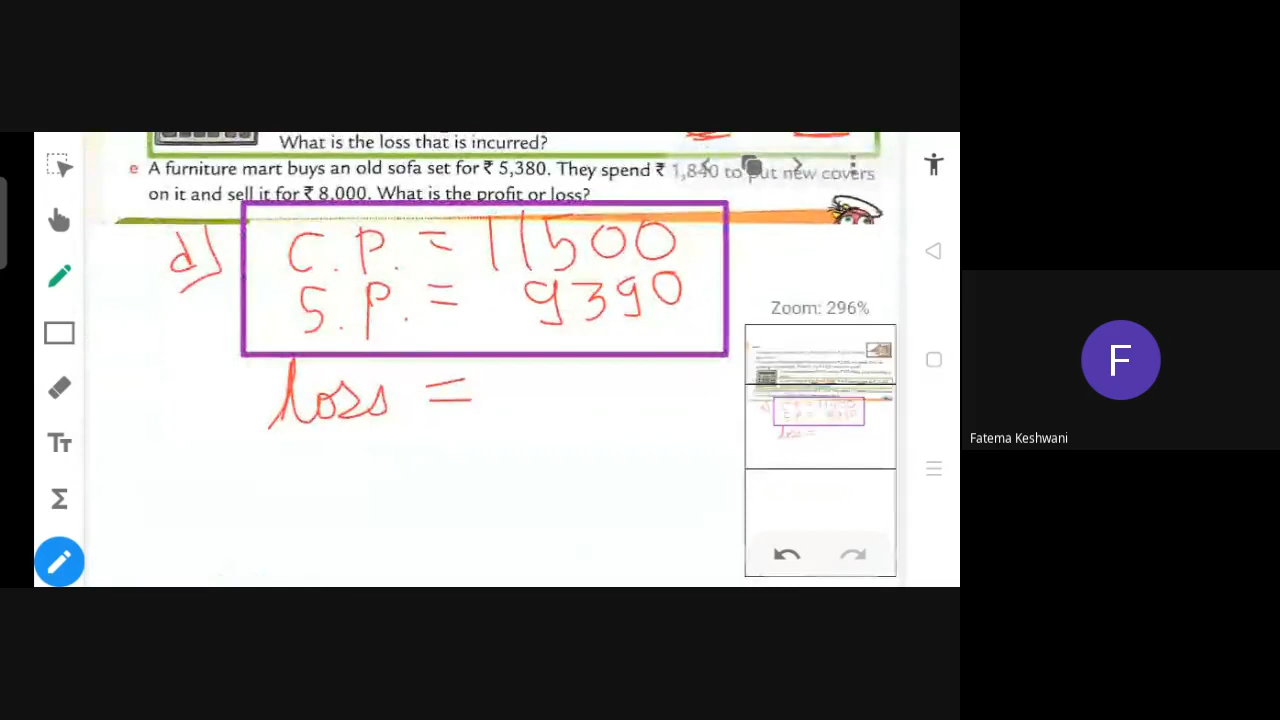 What is the loss that is incurred?
e A furniture mart buys an old sofa set for ₹ 5,380. They spend ₹ 1,840 to put new covers
on it and sell it for ₹ 8,000. What is the profit or loss?
d)
C.P. = 11500
S.P. = 9390
loss =
Zoom: 296%
Tт
Σ
F
Fatema Keshwani